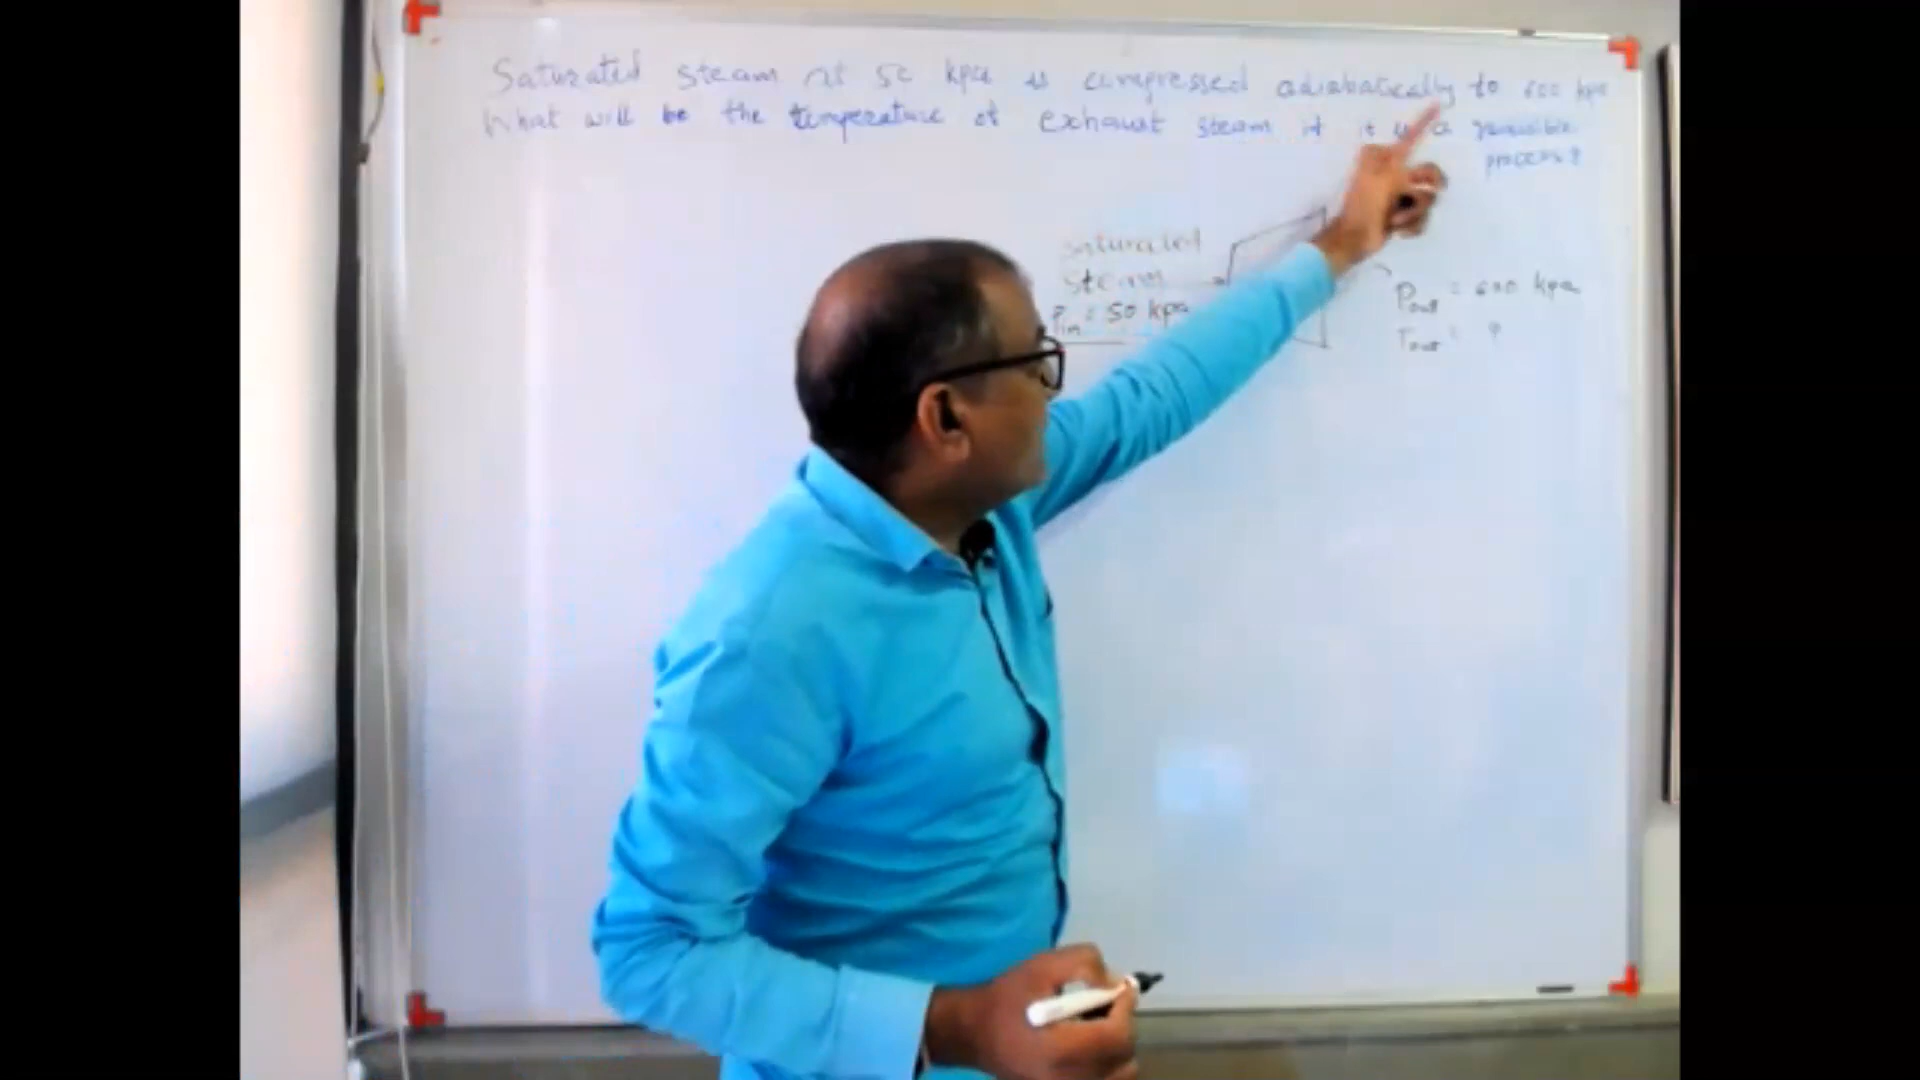 Saturated steam at 50 kpa is compressed adiabatically to 600 kpa
What will be the temperature of exhaust steam if it is a reversible
process?
saturated
steam
Pin = 50 kpa
Pout = 600 kpa
Tout = ?